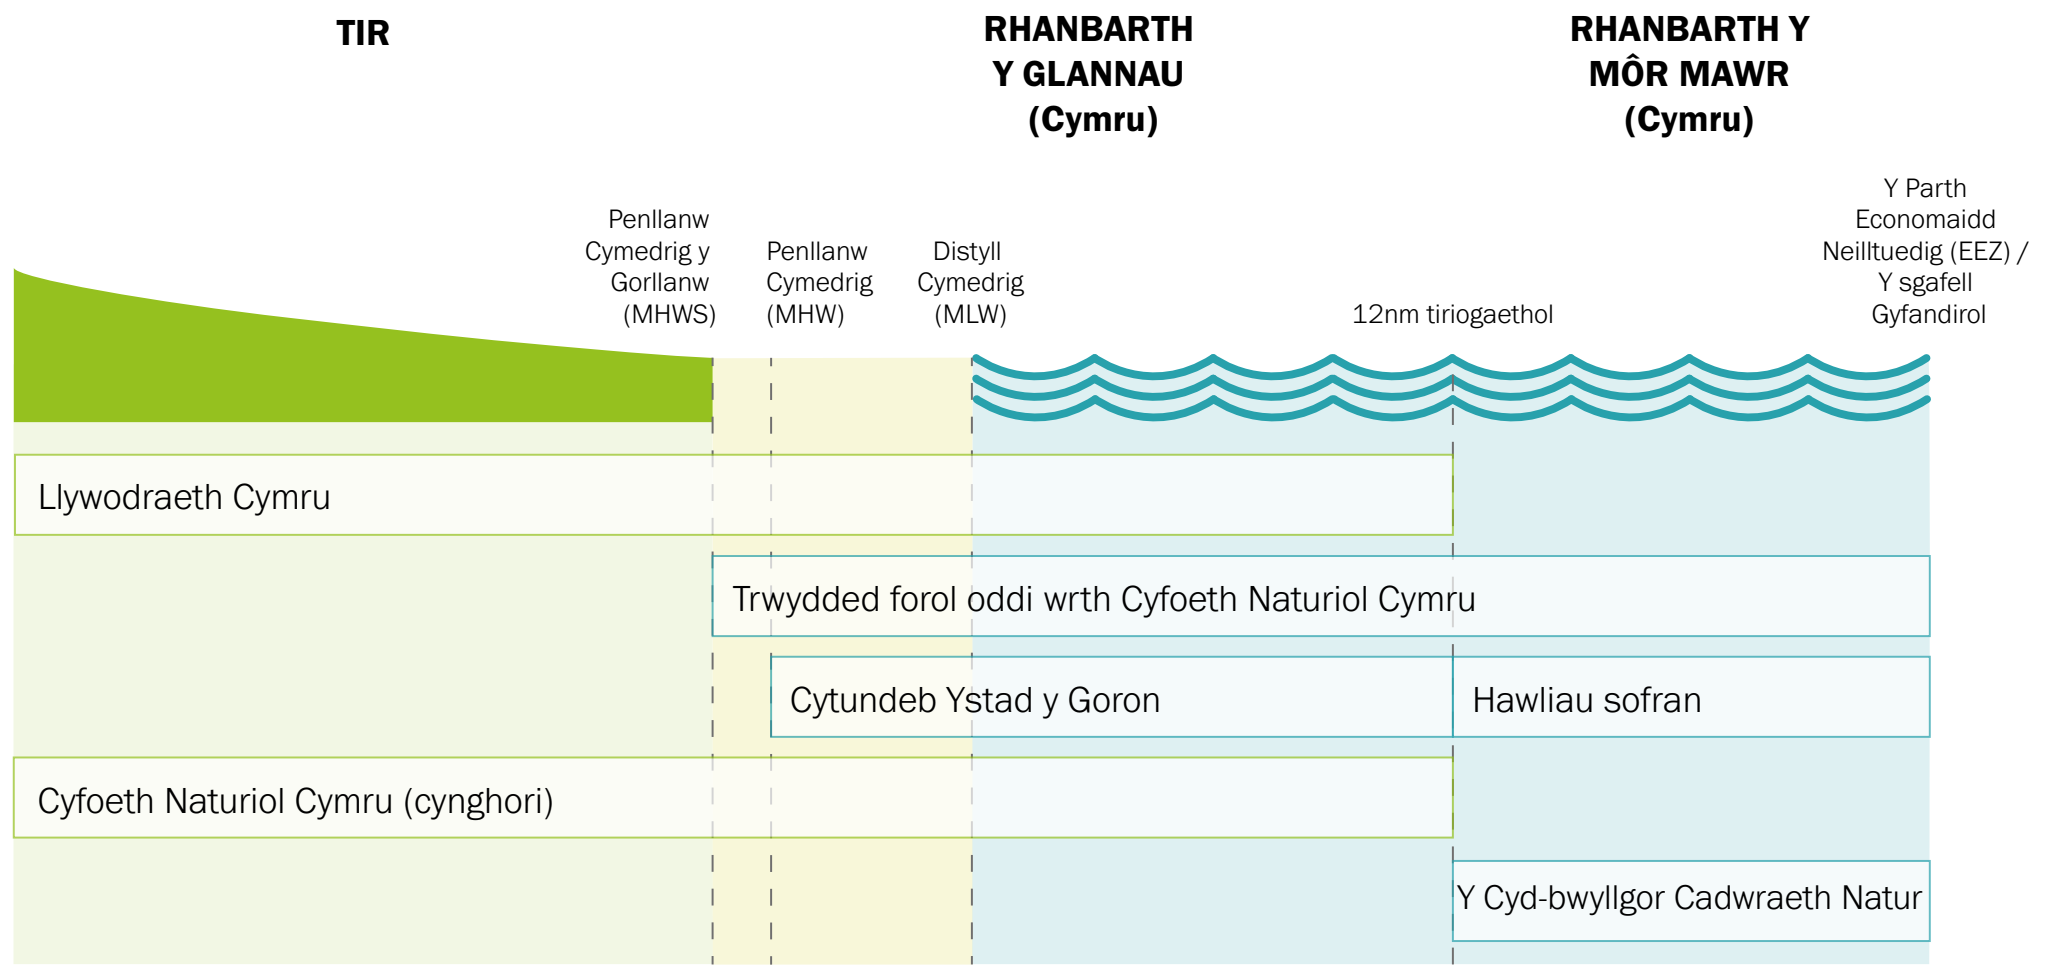 TIR
RHANBARTH
Y GLANNAU
(Cymru)
RHANBARTH Y
MÔR MAWR
(Cymru)
Penllanw
Cymedrig y
Gorllanw
(MHWS)
Penllanw
Cymedrig
(MHW)
Distyll
Cymedrig
(MLW)
12nm tiriogaethol
Y Parth
Economaidd
Neilltuedig (EEZ) /
Y sgafell
Gyfandirol
Llywodraeth Cymru
Trwydded forol oddi wrth Cyfoeth Naturiol Cymru
Cytundeb Ystad y Goron
Hawliau sofran
Cyfoeth Naturiol Cymru (cynghori)
Y Cyd-bwyllgor Cadwraeth Natur